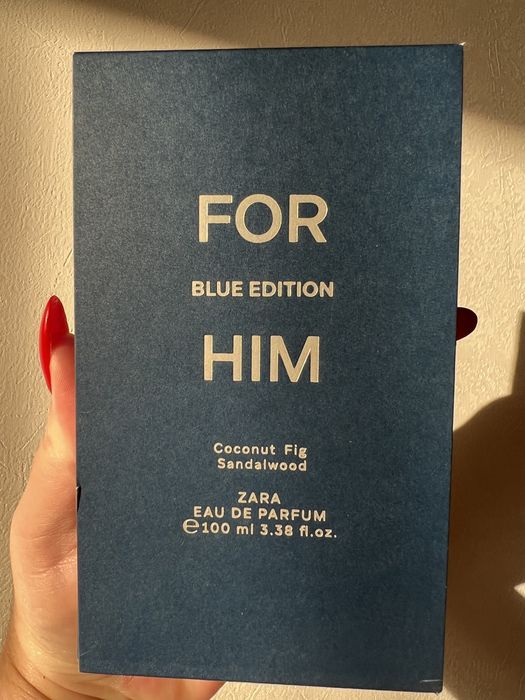 FOR
BLUE EDITION
HIM
Coconut Fig
Sandalwood
ZARA
EAU DE PARFUM
℮100 ml 3.38 fl.oz.